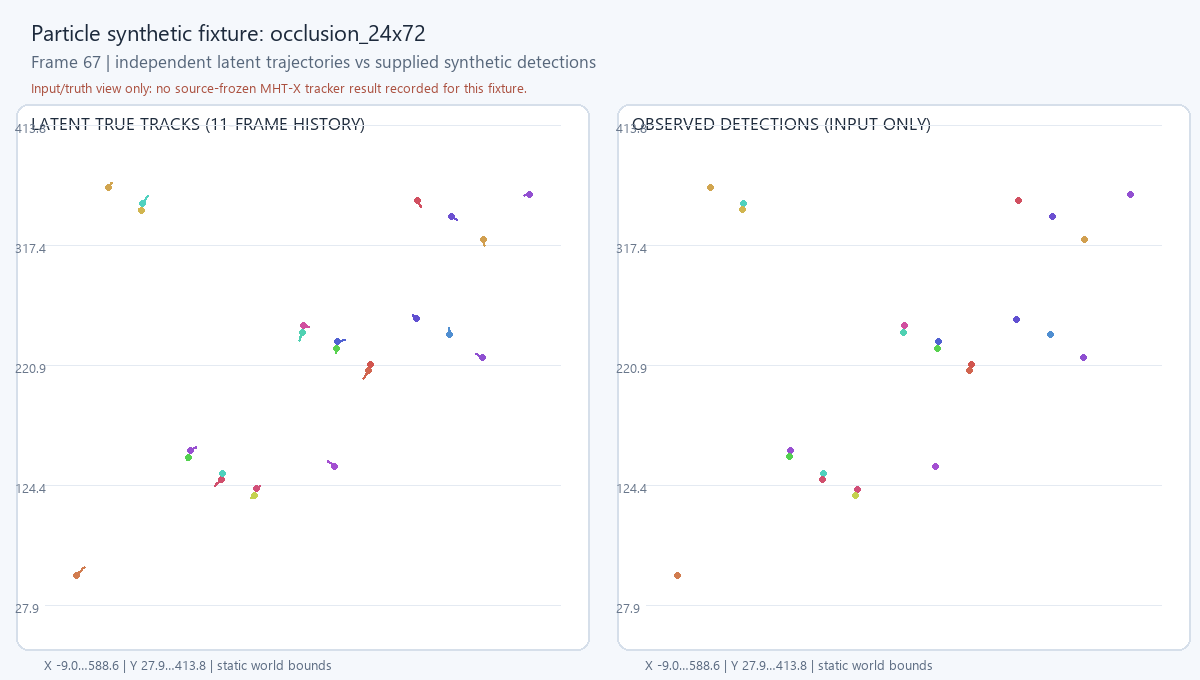 Particle synthetic fixture: occlusion_24x72
Frame 67 | independent latent trajectories vs supplied synthetic detections
Input/truth view only: no source-frozen MHT-X tracker result recorded for this fixture.
LATENT TRUE TRACKS (11-FRAME HISTORY)
413.8
317.4
220.9
124.4
27.9
X -9.0...588.6 | Y 27.9...413.8 | static world bounds
OBSERVED DETECTIONS (INPUT ONLY)
413.8
317.4
220.9
124.4
27.9
X -9.0...588.6 | Y 27.9...413.8 | static world bounds